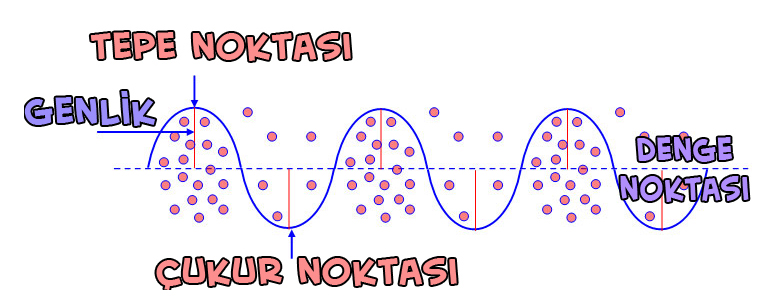 TEPE NOKTASI
GENLİK
DENGE
NOKTASI
ÇUKUR NOKTASI